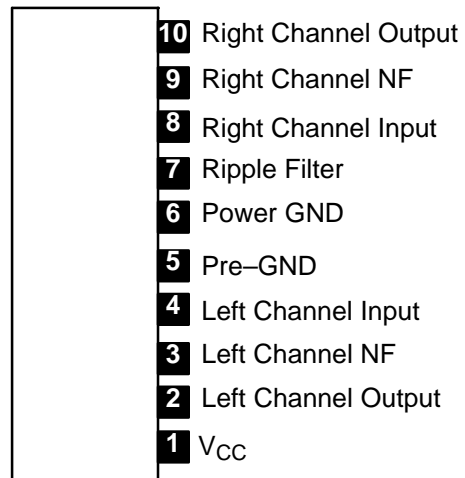 10 Right Channel Output
9 Right Channel NF
8 Right Channel Input
7 Ripple Filter
6 Power GND
5 Pre–GND
4 Left Channel Input
3 Left Channel NF
2 Left Channel Output
1 VCC